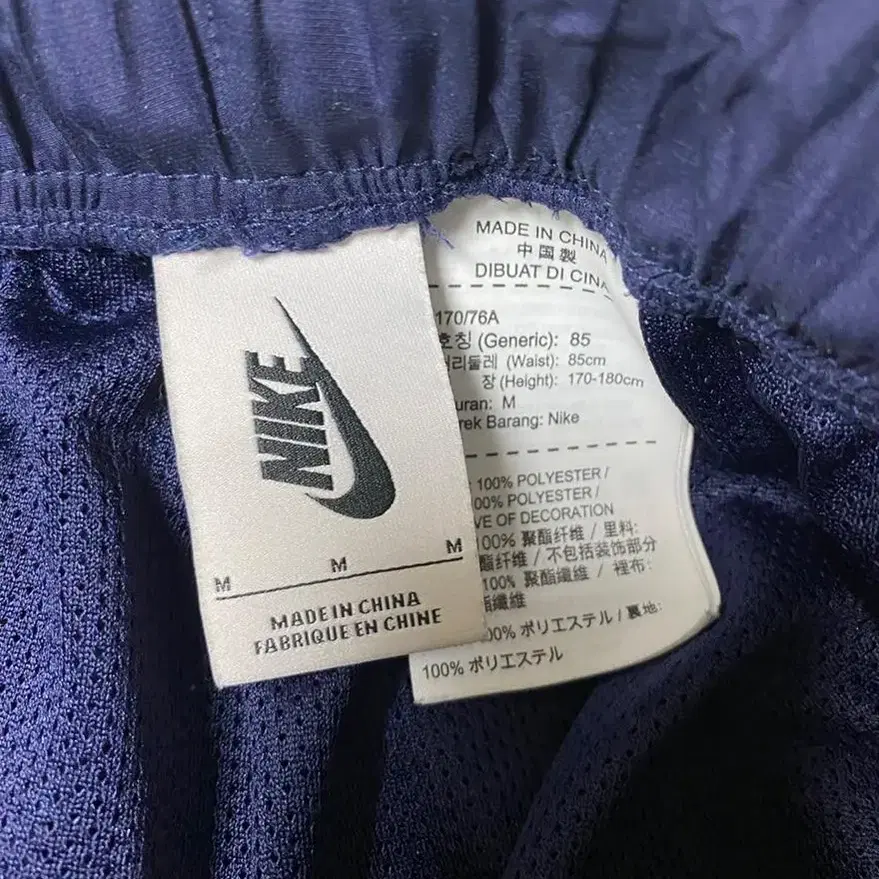 NIKE
M M M
MADE IN CHINA
FABRIQUE EN CHINE
MADE IN CHINA
中国製
DIBUAT DI CINA
170/76A
호칭 (Generic): 85
리둘레 (Waist): 85cm
장 (Height): 170-180cm
uran: M
rek Barang: Nike
100% POLYESTER /
00% POLYESTER /
VE OF DECORATION
100% 聚酯纤维 / 里料:
酯纤维 / 不包括装饰部分
100% 聚酯纖維 / 裡布:
酯纖維
00% ポリエステル / 裏地:
100% ポリエステル